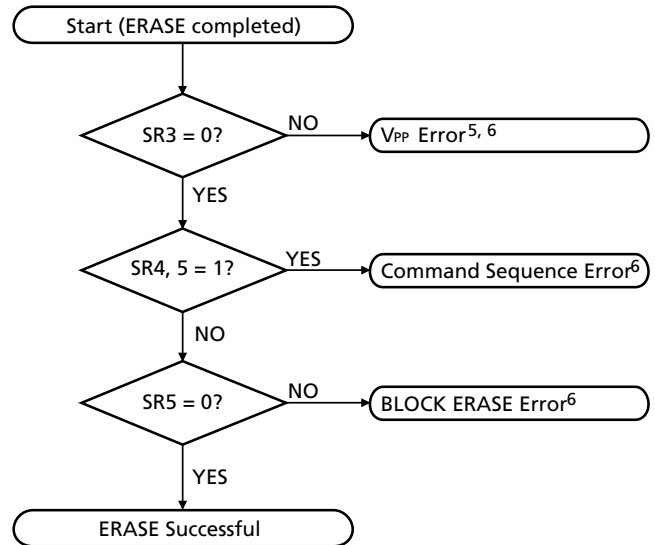 Start (ERASE completed)
SR3 = 0?
NO
VPP Error5, 6
YES
SR4, 5 = 1?
YES
Command Sequence Error6
NO
SR5 = 0?
NO
BLOCK ERASE Error6
YES
ERASE Successful